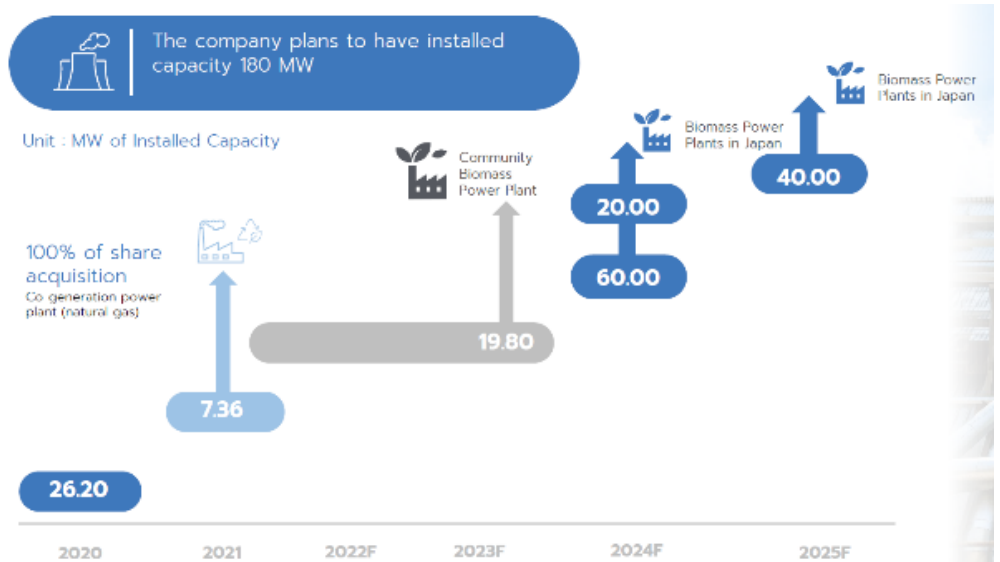 The company plans to have installed
capacity 180 MW
Unit : MW of Installed Capacity
Biomass Power
Plants in Japan
Biomass Power
Plants in Japan
40.00
Community
Biomass
Power Plant
20.00
60.00
100% of share
acquisition
Co generation power
plant (natural gas)
19.80
7.36
26.20
2020
2021
2022F
2023F
2024F
2025F